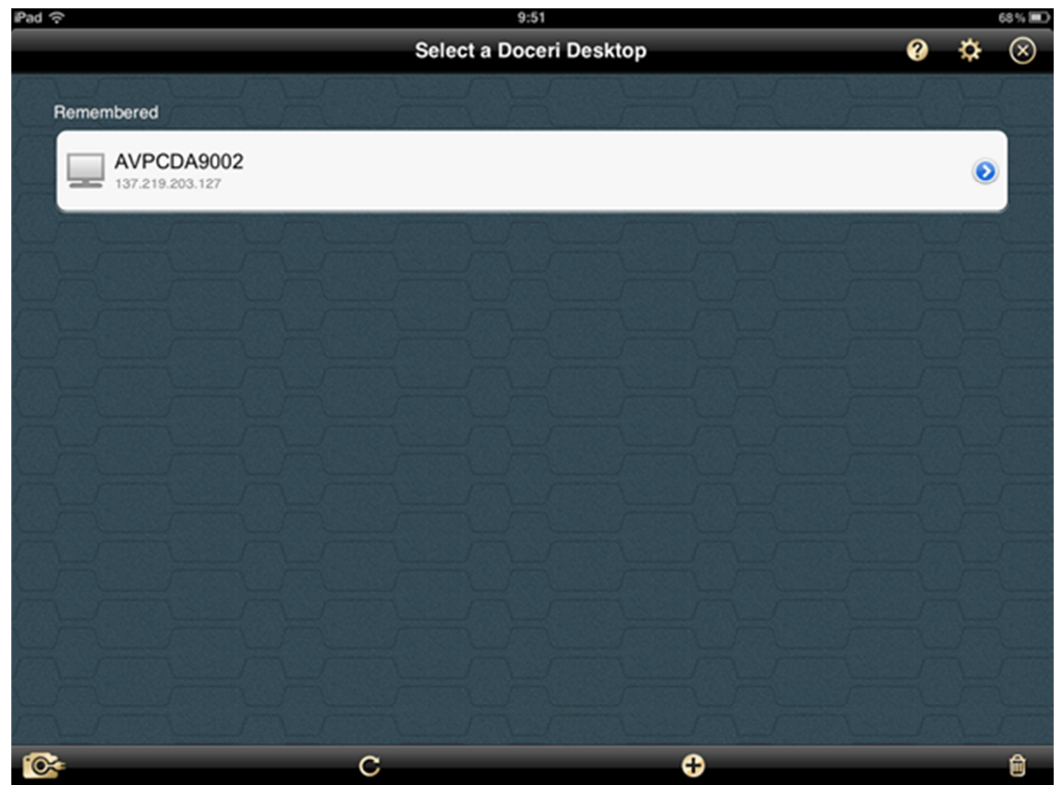 iPad 9:51 68%
Select a Doceri Desktop
Remembered
AVPCDA9002
137.219.203.127